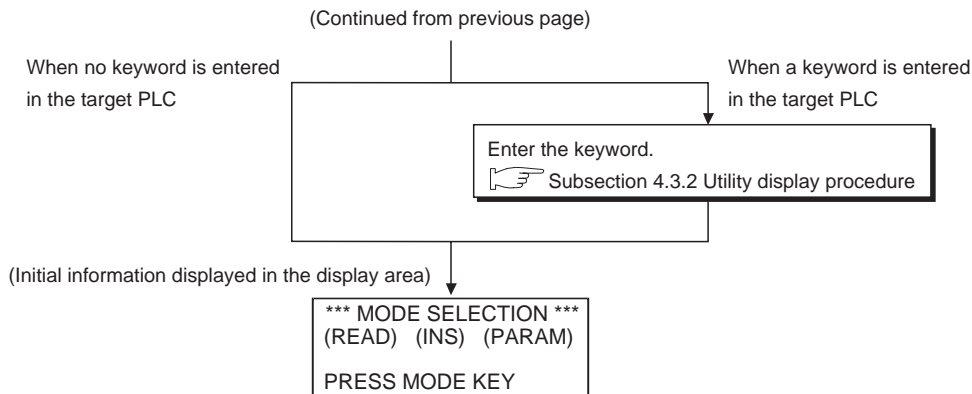 (Continued from previous page)
When no keyword is entered
in the target PLC
When a keyword is entered
in the target PLC
Enter the keyword.
Subsection 4.3.2 Utility display procedure
(Initial information displayed in the display area)
*** MODE SELECTION ***
(READ) (INS) (PARAM)
PRESS MODE KEY